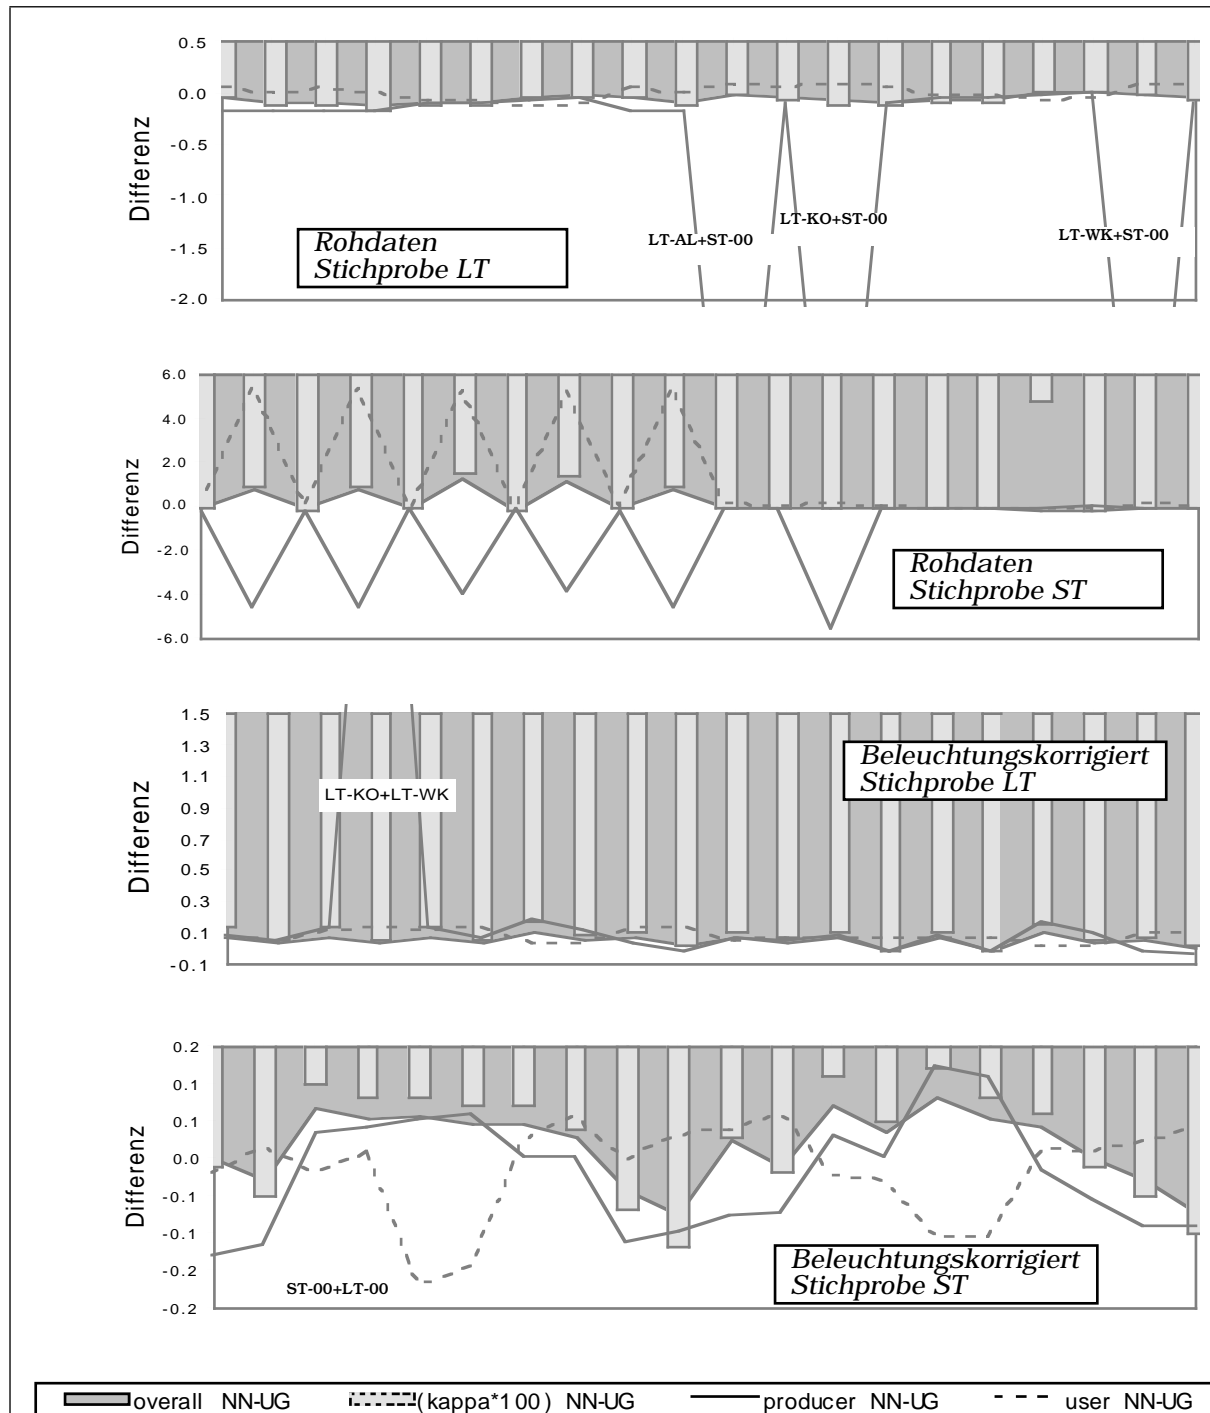 Differenz
0.5
0.0
-0.5
-1.0
-1.5
-2.0
LT-AL+ST-00
LT-KO+ST-00
LT-WK+ST-00
Rohdaten
Stichprobe LT
Differenz
6.0
4.0
2.0
0.0
-2.0
-4.0
-6.0
Rohdaten
Stichprobe ST
Differenz
1.5
1.3
1.1
0.9
0.7
0.5
0.3
0.1
-0.1
LT-KO+LT-WK
Beleuchtungskorrigiert
Stichprobe LT
Differenz
0.2
0.1
0.1
0.0
-0.1
-0.1
-0.2
-0.2
ST-00+LT-00
Beleuchtungskorrigiert
Stichprobe ST
overall NN-UG (kappa*100) NN-UG producer NN-UG user NN-UG